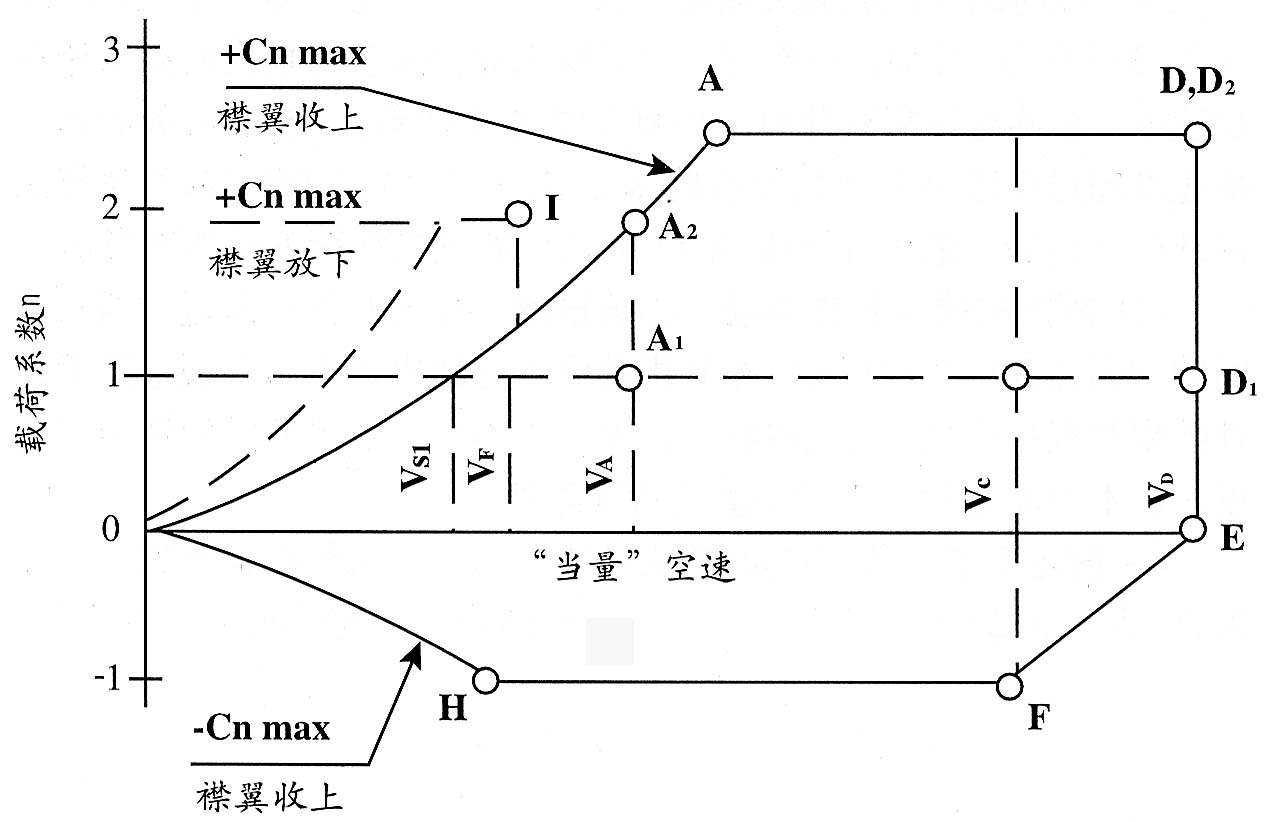 3
+Cn max
襟翼收上
A
D,D2
2
+Cn max
襟翼放下
I
A2
载荷系数n
1
A1
D1
VS1
VF
VA
Vc
VD
0
E
“当量”空速
-1
H
F
-Cn max
襟翼收上